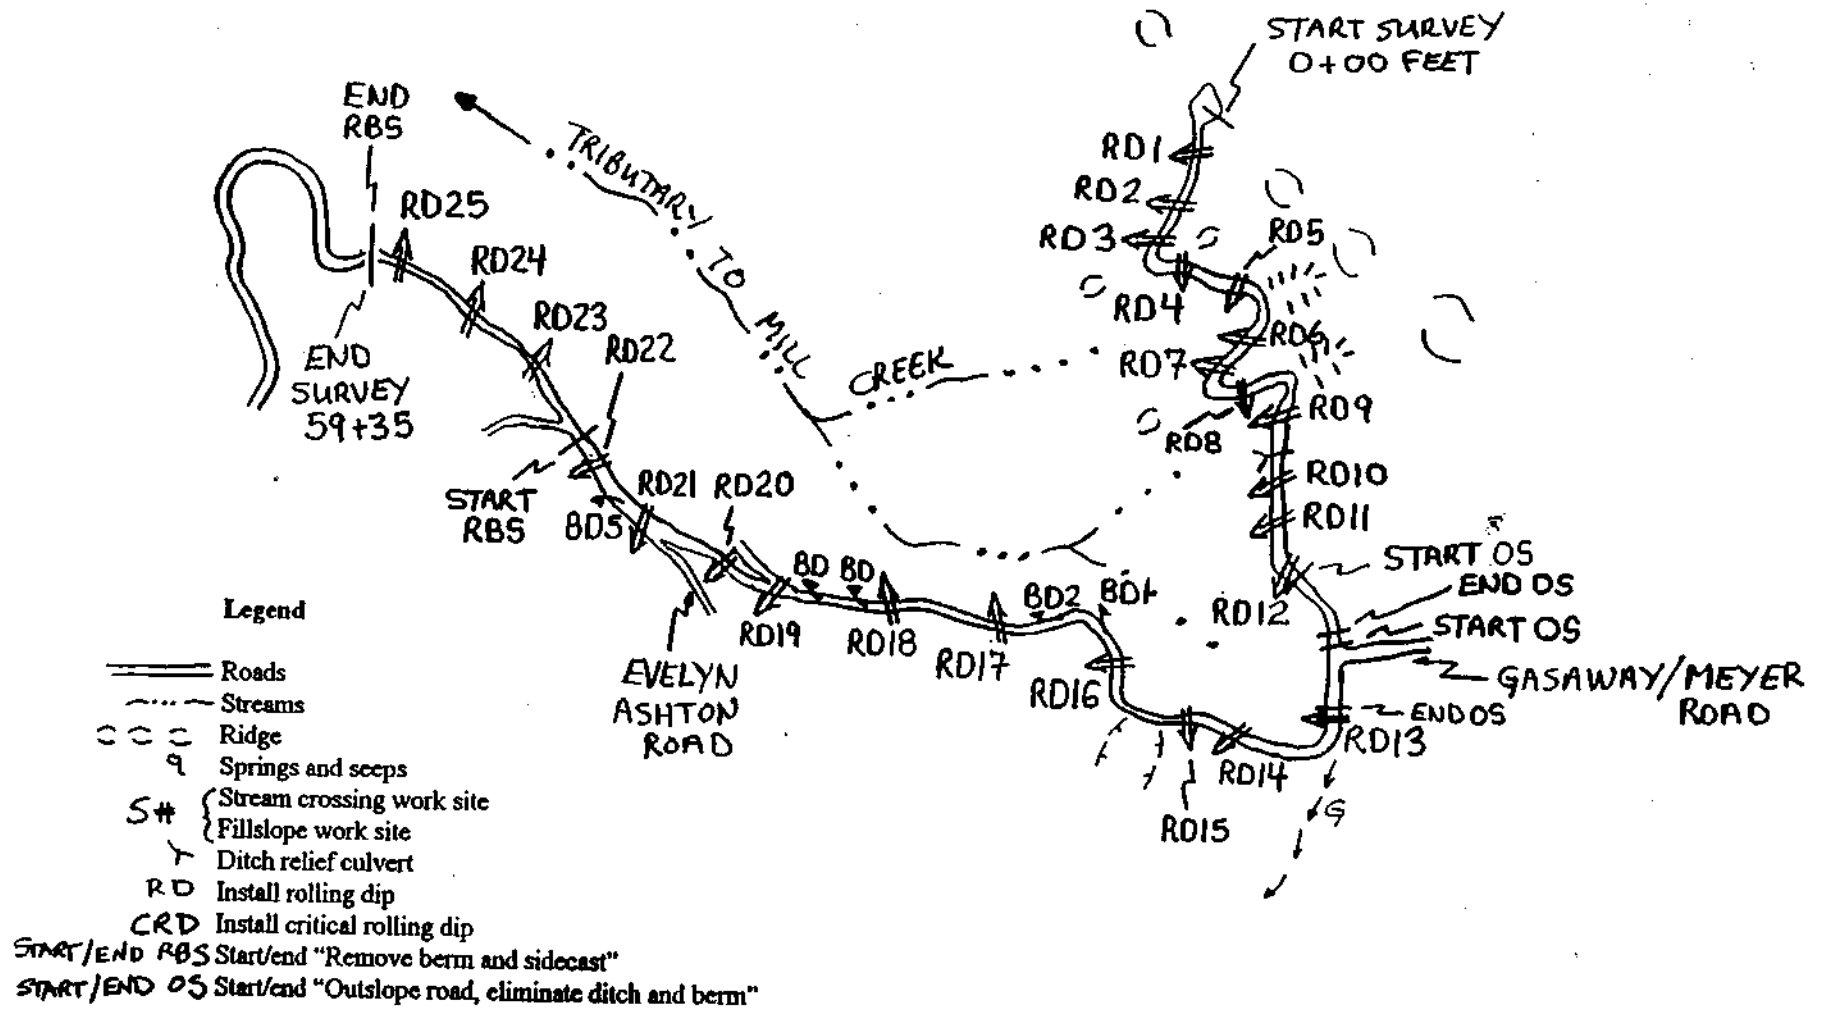 START SURVEY
0+00 FEET
END
RBS
TRIBUTARY TO MILL CREEK
RD1
RD2
RD3
RD4
RD5
RD6
RD7
RD8
RD9
RD10
RD11
START OS
END OS
RD12
START OS
GASAWAY/MEYER
ROAD
END OS
RD13
RD14
G
RD15
RD16
BD1
BD2
RD17
RD18
BD
BD
RD19
RD20
RD21
EVELYN
ASHTON
ROAD
BD5
START
RBS
RD22
RD23
RD24
RD25
END
SURVEY
59+35
Legend
Roads
Streams
Ridge
Springs and seeps
S# Stream crossing work site
Fillslope work site
Ditch relief culvert
RD Install rolling dip
CRD Install critical rolling dip
START/END RBS Start/end "Remove berm and sidecast"
START/END OS Start/end "Outslope road, eliminate ditch and berm"